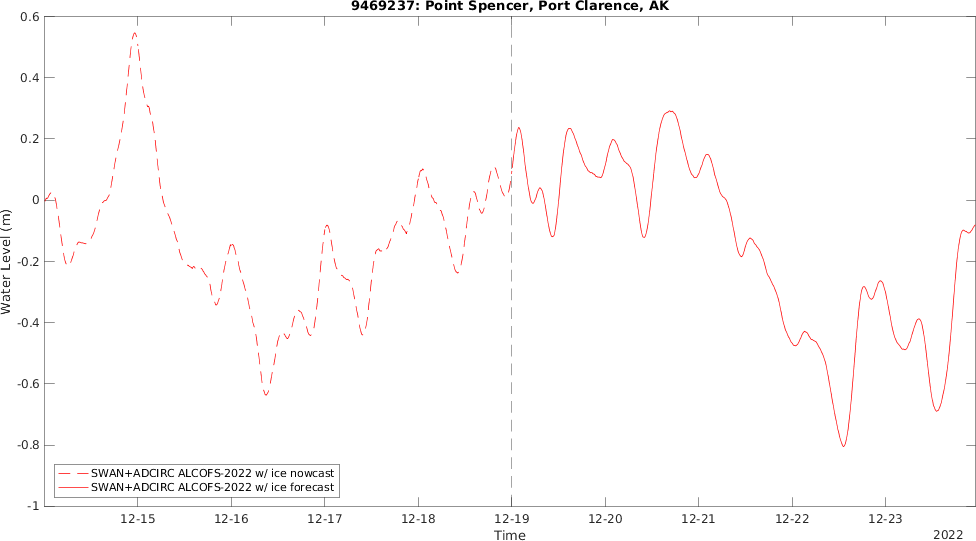 9469237: Point Spencer, Port Clarence, AK
0.6
0.4
0.2
0
-0.2
-0.4
-0.6
-0.8
-1
Water Level (m)
SWAN+ADCIRC ALCOFS-2022 w/ ice nowcast
SWAN+ADCIRC ALCOFS-2022 w/ ice forecast
12-15 12-16 12-17 12-18 12-19 12-20 12-21 12-22 12-23
Time
2022